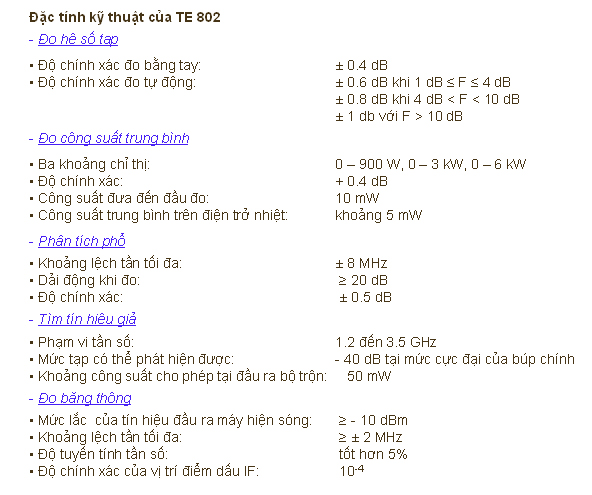 Đặc tính kỹ thuật của TE 802
- Đo hệ số tạp
• Độ chính xác đo bằng tay: ± 0.4 dB
• Độ chính xác đo tự động: ± 0.6 dB khi 1 dB ≤ F ≤ 4 dB
± 0.8 dB khi 4 dB < F < 10 dB
± 1 db với F > 10 dB
- Đo công suất trung bình
• Ba khoảng chỉ thị: 0 – 900 W, 0 – 3 kW, 0 – 6 kW
• Độ chính xác: + 0.4 dB
• Công suất đưa đến đầu đo: 10 mW
• Công suất trung bình trên điện trở nhiệt: khoảng 5 mW
- Phân tích phổ
• Khoảng lệch tần tối đa: ± 8 MHz
• Dải động khi đo: ≥ 20 dB
• Độ chính xác: ± 0.5 dB
- Tìm tín hiệu giả
• Phạm vi tần số: 1.2 đến 3.5 GHz
• Mức tạp có thể phát hiện được: - 40 dB tại mức cực đại của búp chính
• Khoảng công suất cho phép tại đầu ra bộ trộn: 50 mW
- Đo băng thông
• Mức lắc của tín hiệu đầu ra máy hiện sóng: ≥ - 10 dBm
• Khoảng lệch tần tối đa: ≥ ± 2 MHz
• Độ tuyến tính tần số: tốt hơn 5%
• Độ chính xác của vị trí điểm dấu IF: 10⁻⁴